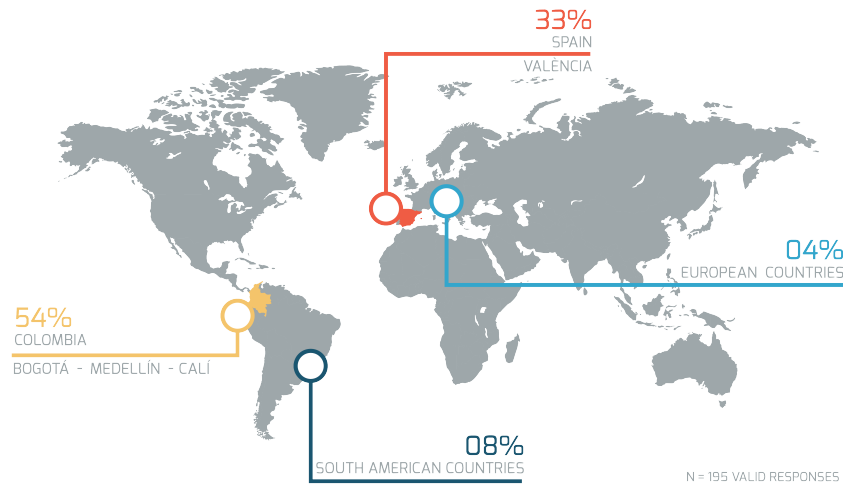 33%
SPAIN
VALÈNCIA
04%
EUROPEAN COUNTRIES
54%
COLOMBIA
BOGOTÁ - MEDELLÍN - CALÍ
08%
SOUTH AMERICAN COUNTRIES
N = 195 VALID RESPONSES